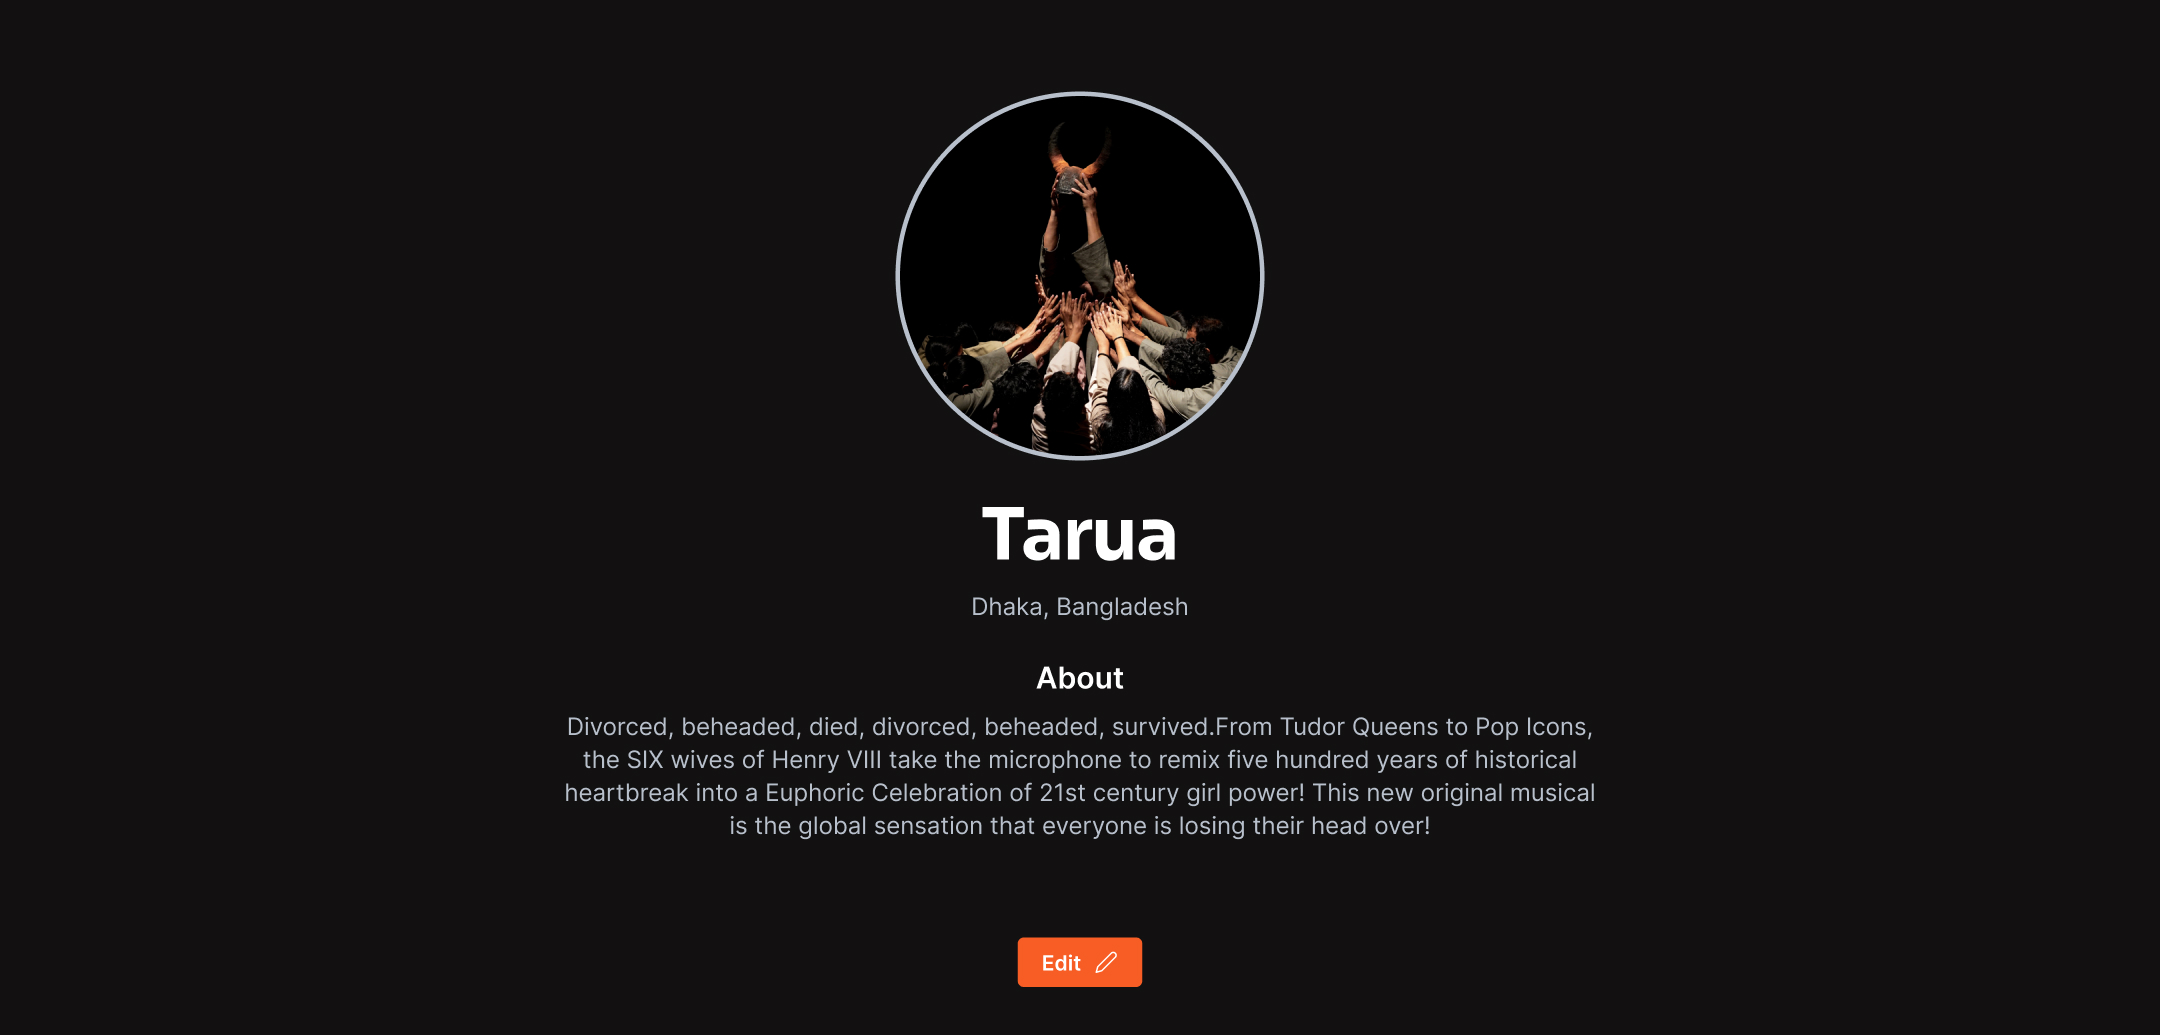 Tarua
Dhaka, Bangladesh
About
Divorced, beheaded, died, divorced, beheaded, survived.From Tudor Queens to Pop Icons,
the SIX wives of Henry VIII take the microphone to remix five hundred years of historical
heartbreak into a Euphoric Celebration of 21st century girl power! This new original musical
is the global sensation that everyone is losing their head over!
Edit